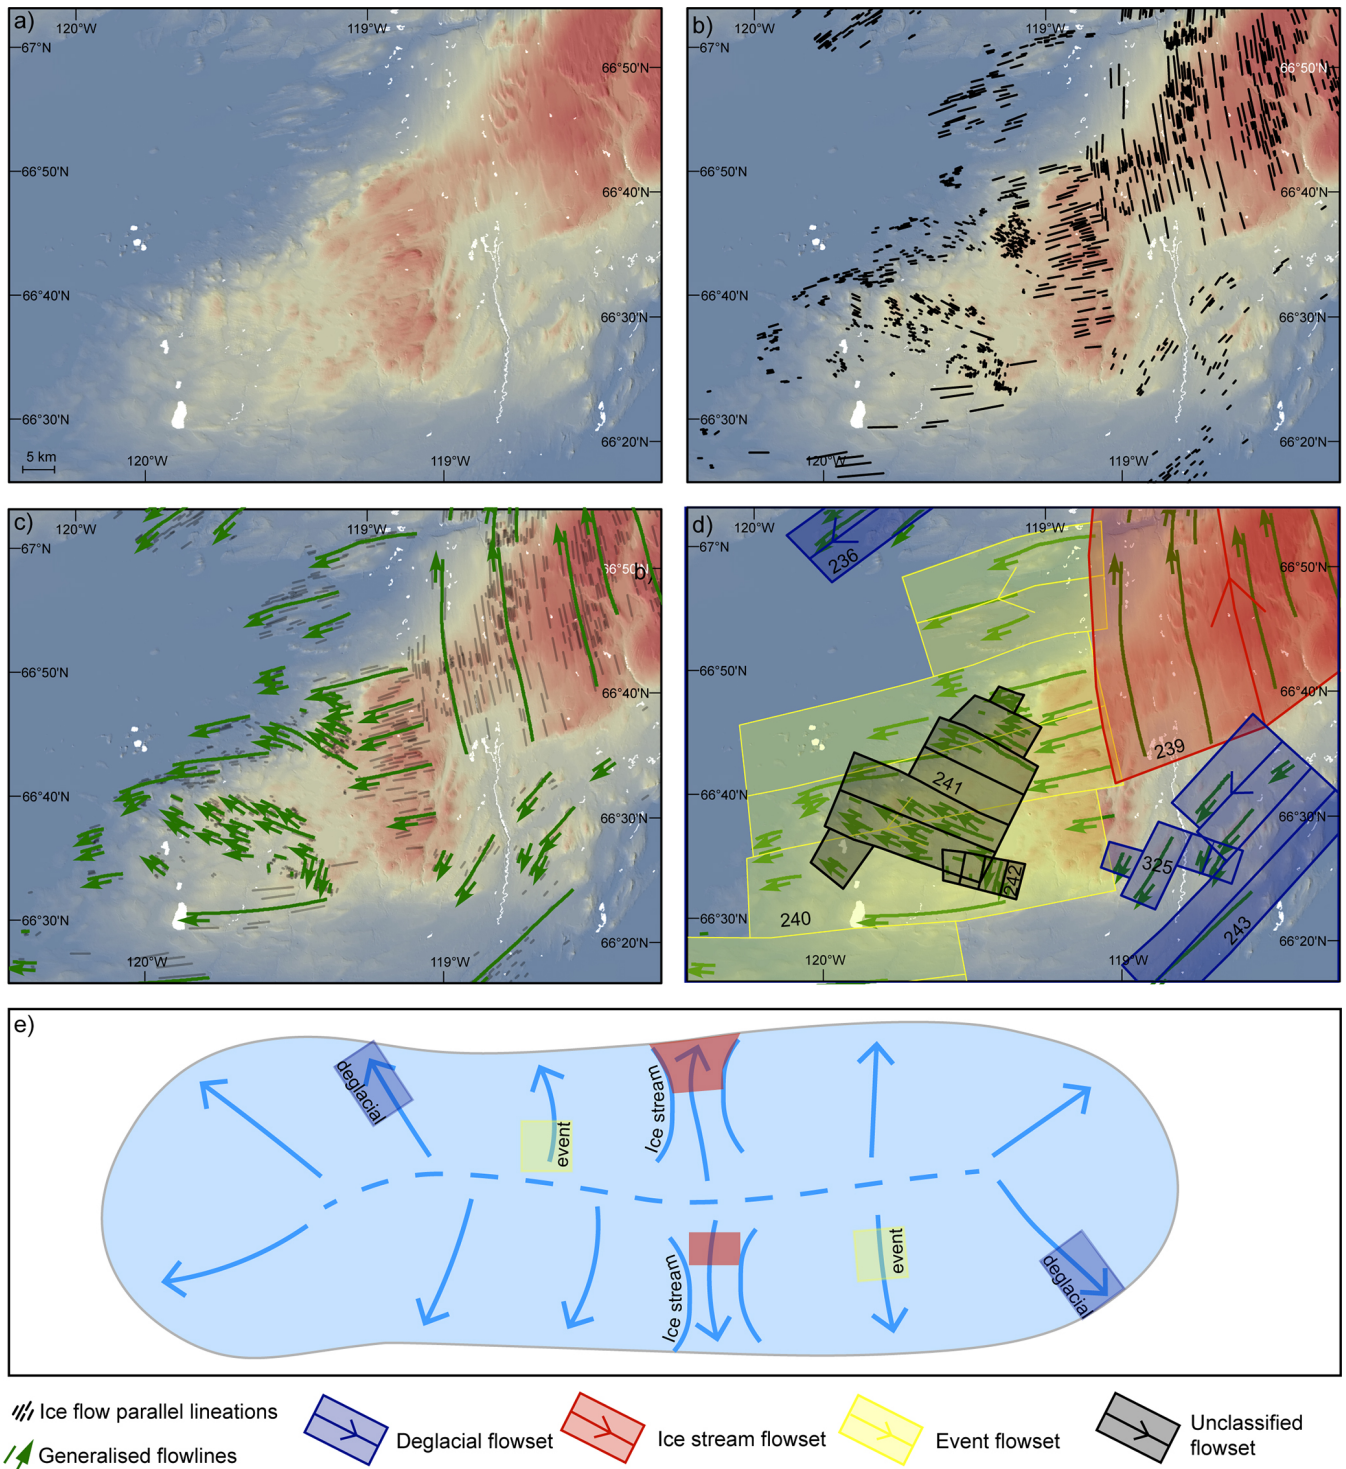 a)
120°W
119°W
67°N
66°50'N
66°50'N
66°40'N
66°40'N
66°30'N
66°30'N
66°20'N
5 km
120°W
119°W
b)
120°W
119°W
67°N
66°50'N
66°50'N
66°40'N
66°40'N
66°30'N
66°30'N
66°20'N
120°W
119°W
c)
120°W
119°W
67°N
66°50'N
b)
66°50'N
66°40'N
66°40'N
66°30'N
66°30'N
66°20'N
120°W
119°W
d)
120°W
119°W
67°N
236
66°50'N
66°50'N
66°40'N
239
241
66°40'N
66°30'N
325
242
66°30'N
240
243
66°20'N
120°W
119°W
e)
deglacial
event
Ice stream
Ice stream
event
deglacial
Ice flow parallel lineations
Generalised flowlines
Deglacial flowset
Ice stream flowset
Event flowset
Unclassified
flowset